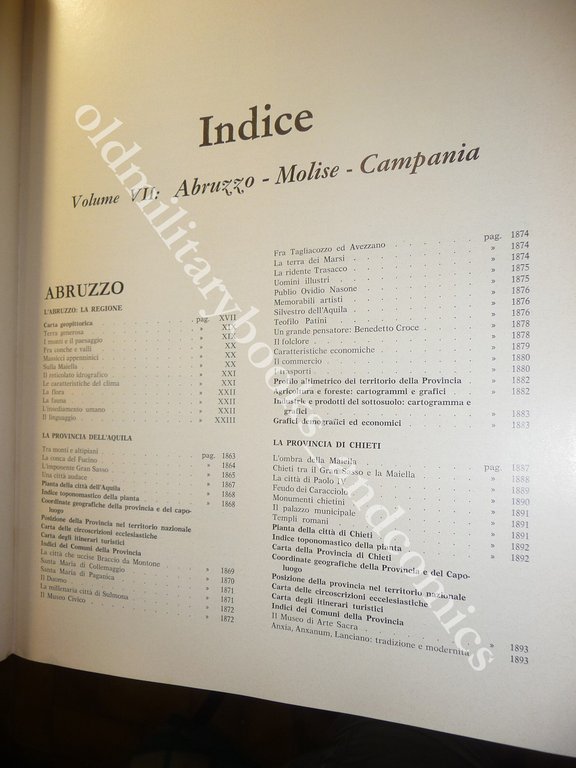 Indice
Volume VII: Abruzzo - Molise - Campania
ABRUZZO
L'ABRUZZO: LA REGIONE
Carta geopittorica . . . pag. XVII
Terra generosa . . . » XIX
I monti e il paesaggio . . . » XIX
Fra conche e valli . . . » XX
Massicci appenninici . . . » XX
Sulla Maiella . . . » XX
Il reticolato idrografico . . . » XXI
Le caratteristiche del clima . . . » XXI
La flora . . . » XXII
La fauna . . . » XXII
L'insediamento umano . . . » XXII
Il linguaggio . . . » XXIII
LA PROVINCIA DELL'AQUILA
Tra monti e altipiani . . . pag. 1863
La conca del Fucino . . . » 1864
L'imponente Gran Sasso . . . » 1865
Una città audace . . . » 1867
Pianta della città dell'Aquila . . . » 1868
Indice toponomastico della pianta . . . » 1868
Coordinate geografiche della provincia e del capo-
luogo
Posizione della Provincia nel territorio nazionale
Carta delle circoscrizioni ecclesiastiche
Carta degli itinerari turistici
Indici dei Comuni della Provincia
La città che uccise Braccio da Montone . . . » 1869
Santa Maria di Collemaggio . . . » 1870
Santa Maria di Paganica . . . » 1871
Il Duomo . . . » 1871
La millenaria città di Sulmona . . . » 1872
Il Museo Civico . . . » 1872
Fra Tagliacozzo ed Avezzano . . . pag. 1874
La terra dei Marsi . . . » 1874
La ridente Trasacco . . . » 1875
Uomini illustri . . . » 1875
Publio Ovidio Nasone . . . » 1876
Memorabili artisti . . . » 1876
Silvestro dell'Aquila . . . » 1876
Teofilo Patini . . . » 1878
Un grande pensatore: Benedetto Croce . . . » 1878
Il folclore . . . » 1879
Caratteristiche economiche . . . » 1880
Il commercio . . . » 1880
I trasporti . . . » 1882
Profilo altimetrico del territorio della Provincia » 1882
Agricoltura e foreste: cartogrammi e grafici
Industrie e prodotti del sottosuolo: cartogramma e
grafici . . . » 1883
Grafici demografici ed economici . . . » 1883
LA PROVINCIA DI CHIETI
L'ombra della Maiella . . . pag. 1887
Chieti tra il Gran Sasso e la Maiella . . . » 1888
La città di Paolo IV . . . » 1889
Feudo del Caracciolo . . . » 1890
Monumenti chietini . . . » 1891
Il palazzo municipale . . . » 1891
Templi romani . . . » 1892
Pianta della città di Chieti . . . » 1892
Indice toponomastico della pianta
Carta della Provincia di Chieti
Coordinate geografiche della Provincia e del Capo-
luogo
Posizione della provincia nel territorio nazionale
Carta delle circoscrizioni eccelesiastiche
Carta degli itinerari turistici
Indici dei Comuni della Provincia
Il Museo di Arte Sacra . . . » 1893
Anxia, Anxanum, Lanciano: tradizione e modernità » 1893
oldmilitarybooksandcomics